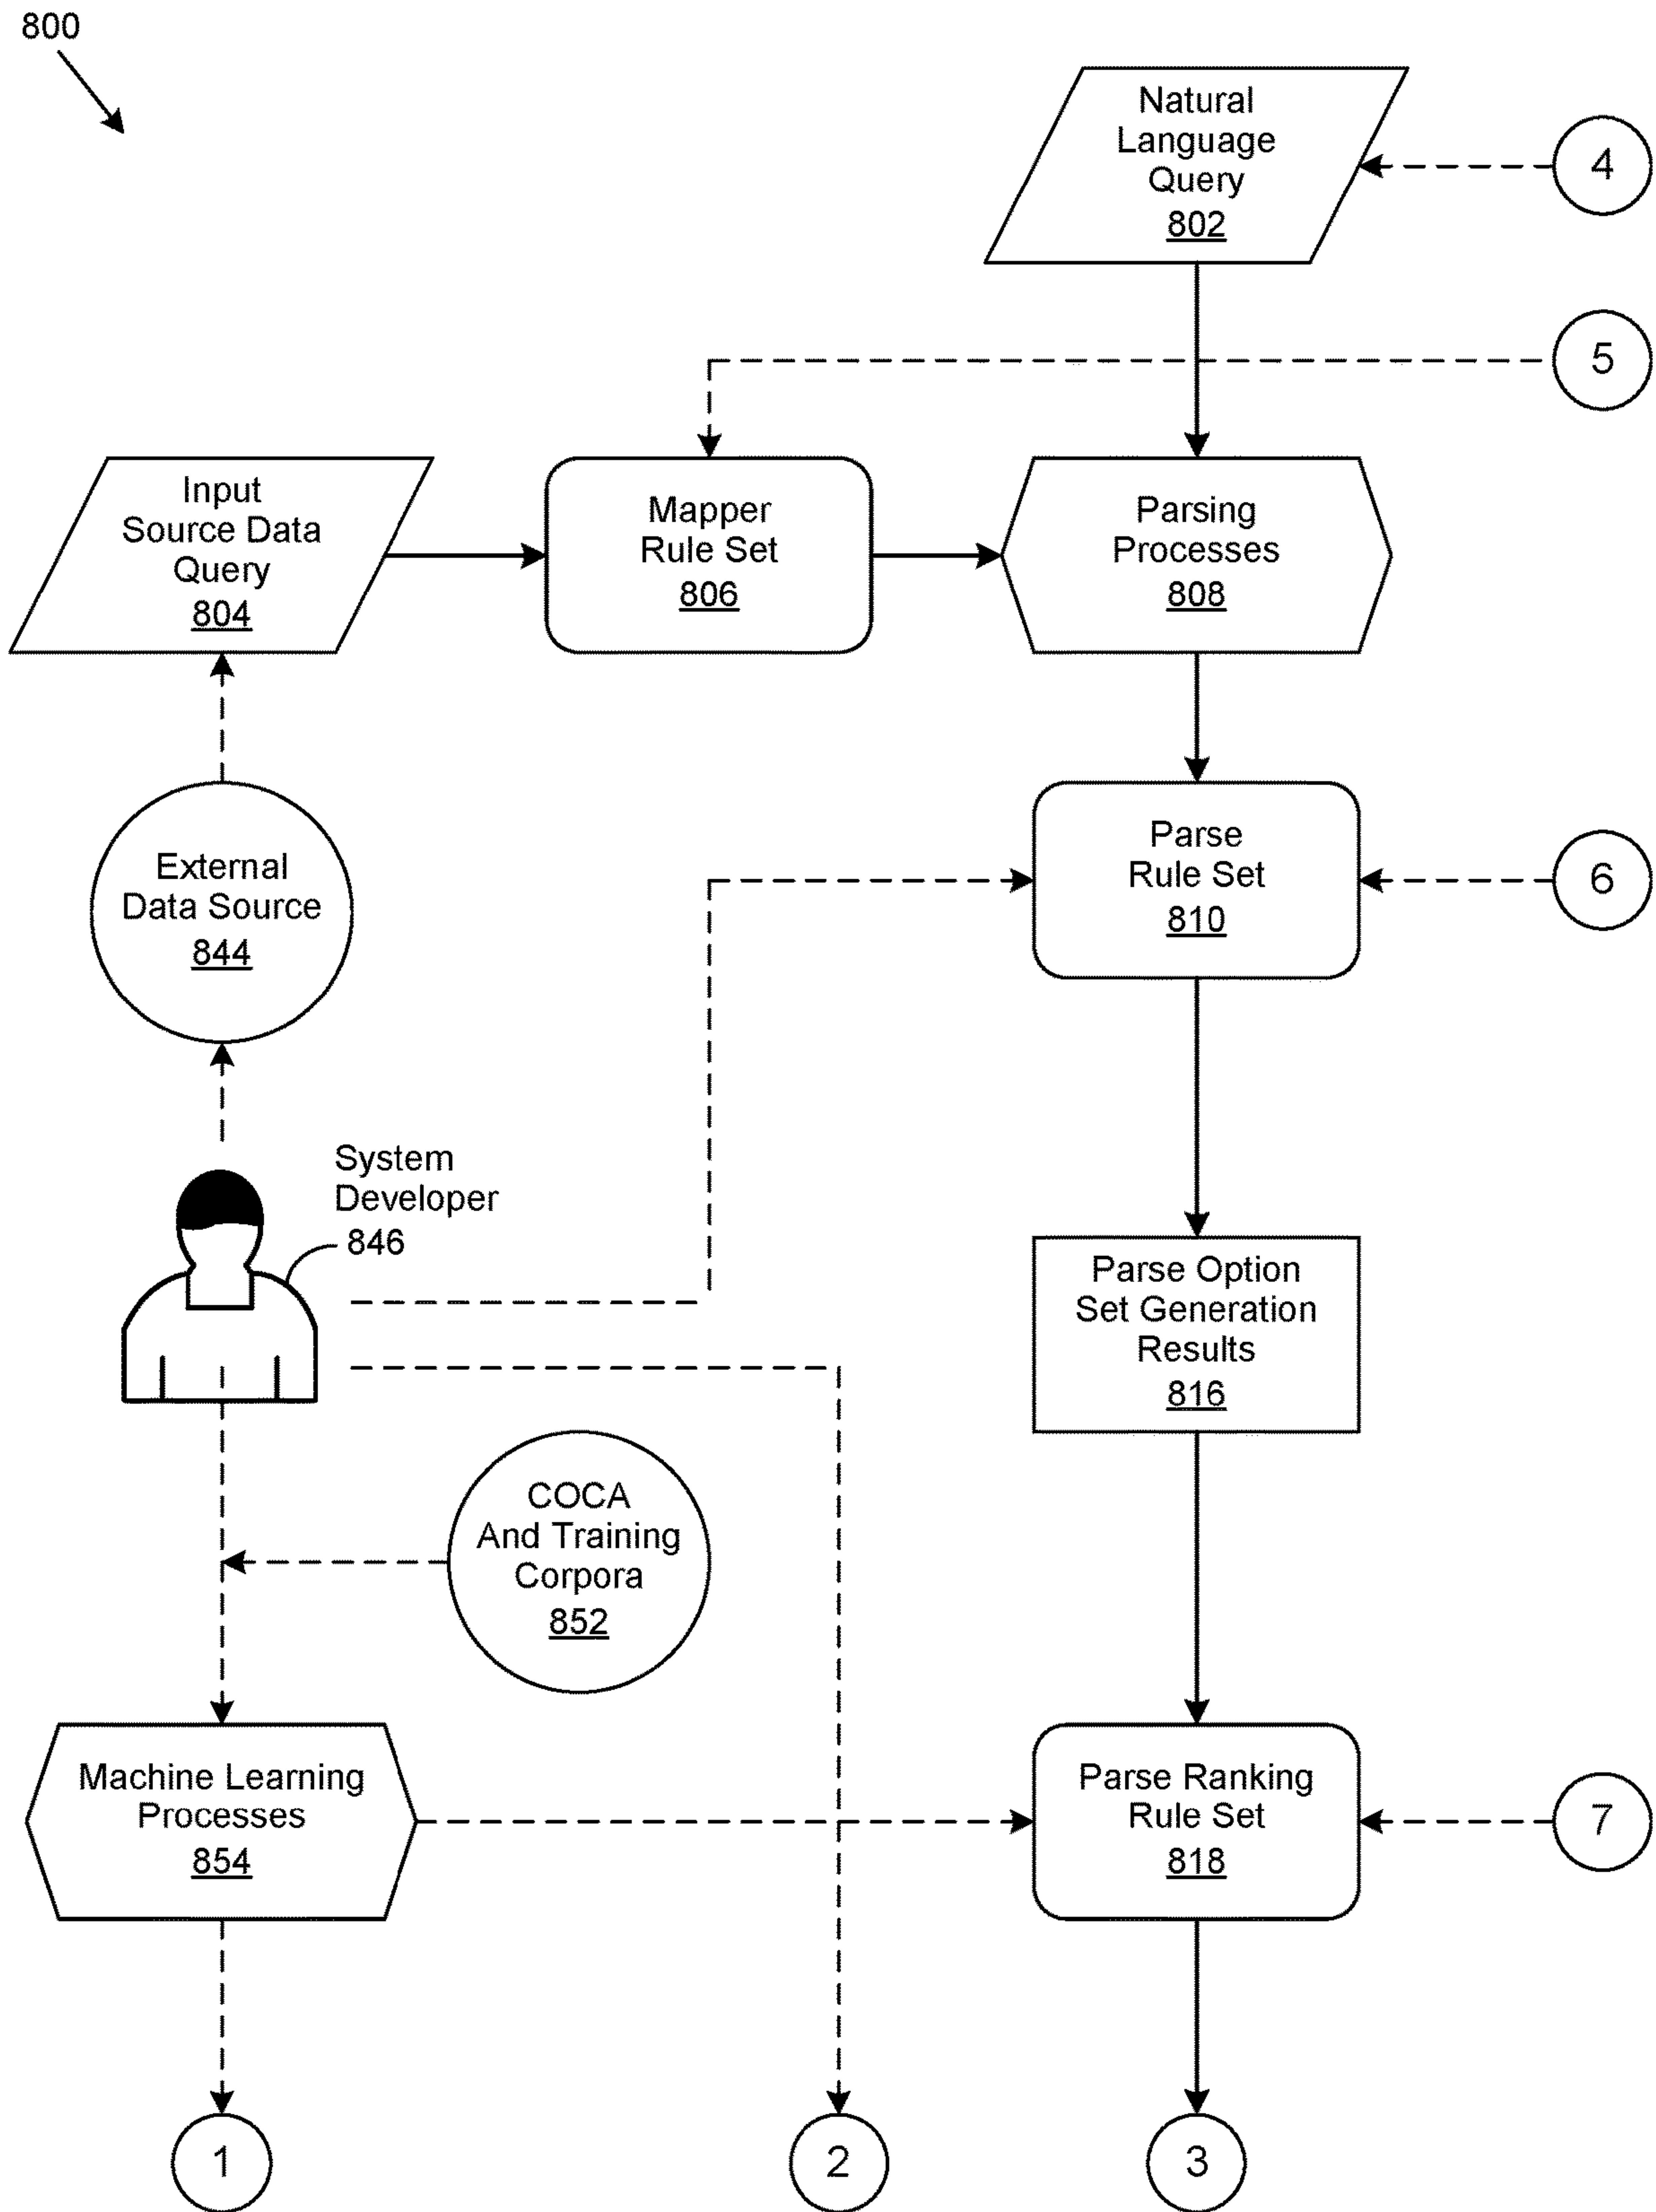 800
Natural
Language
Query
802
4
5
Input
Source Data
Query
804
Mapper
Rule Set
806
Parsing
Processes
808
External
Data Source
844
Parse
Rule Set
810
6
System
Developer
846
Parse Option
Set Generation
Results
816
COCA
And Training
Corpora
852
Machine Learning
Processes
854
Parse Ranking
Rule Set
818
7
1
2
3